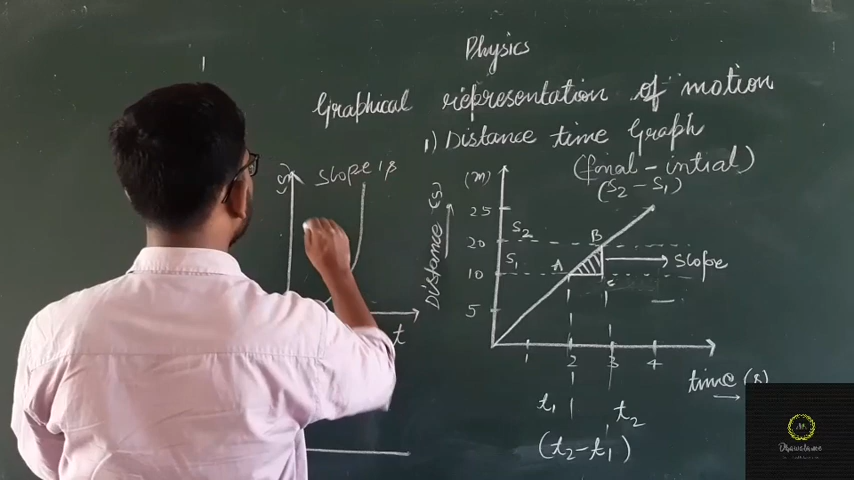 Physics
Graphical representation of motion
1) Distance time Graph
(final - intial)
(S2 - S1)
(S)
Slope is
t
Distance (s)
(m)
25
20
10
5
S2
S1
A
B
C
Slope
1 2 3 4
time (s)
t1
t2
(t2 - t1)